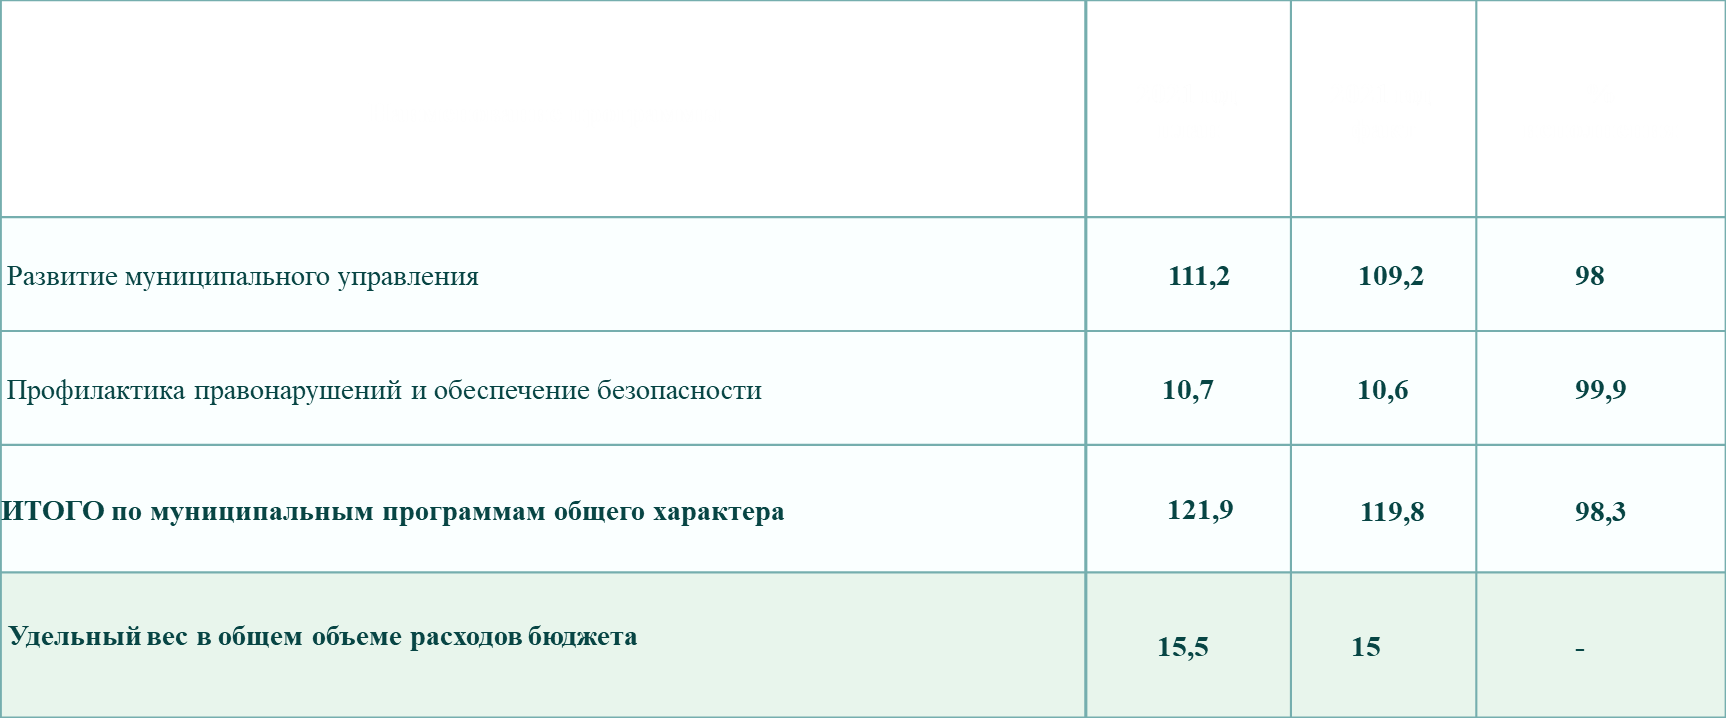 Развитие муниципального управления 111,2 109,2 98
Профилактика правонарушений и обеспечение безопасности 10,7 10,6 99,9
ИТОГО по муниципальным программам общего характера 121,9 119,8 98,3
Удельный вес в общем объеме расходов бюджета 15,5 15 -